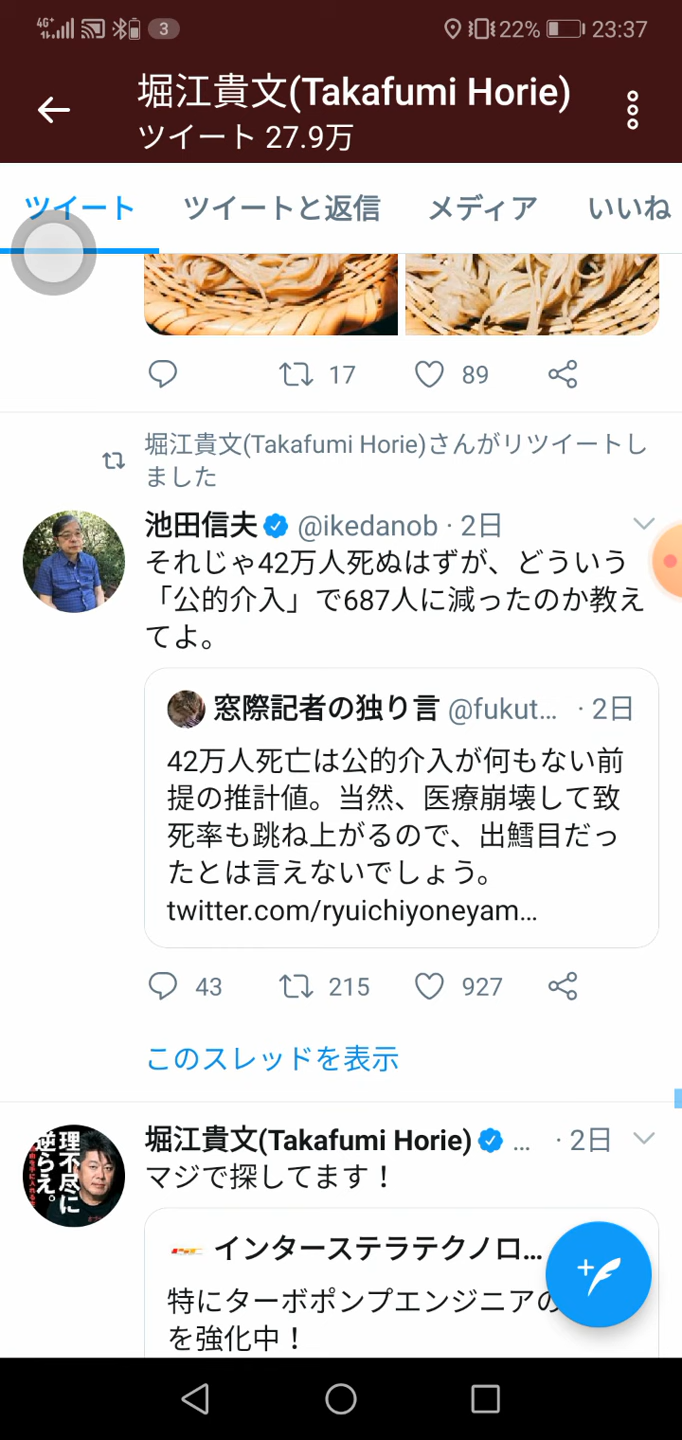 4G+ 3 22% 23:37
堀江貴文(Takafumi Horie)
ツイート 27.9万
ツイート ツイートと返信 メディア いいね
17 89
堀江貴文(Takafumi Horie)さんがリツイートし
ました
池田信夫 @ikedanob · 2日
それじゃ42万人死ぬはずが、どういう
「公的介入」で687人に減ったのか教え
てよ。
窓際記者の独り言 @fukut… · 2日
42万人死亡は公的介入が何もない前
提の推計値。当然、医療崩壊して致
死率も跳ね上がるので、出鱈目だっ
たとは言えないでしょう。
twitter.com/ryuichiyoneyam…
43 215 927
このスレッドを表示
堀江貴文(Takafumi Horie) … · 2日
マジで探してます！
理不尽に
逆らえ。
インターステラテクノロ…
特にターボポンプエンジニアの
を強化中！